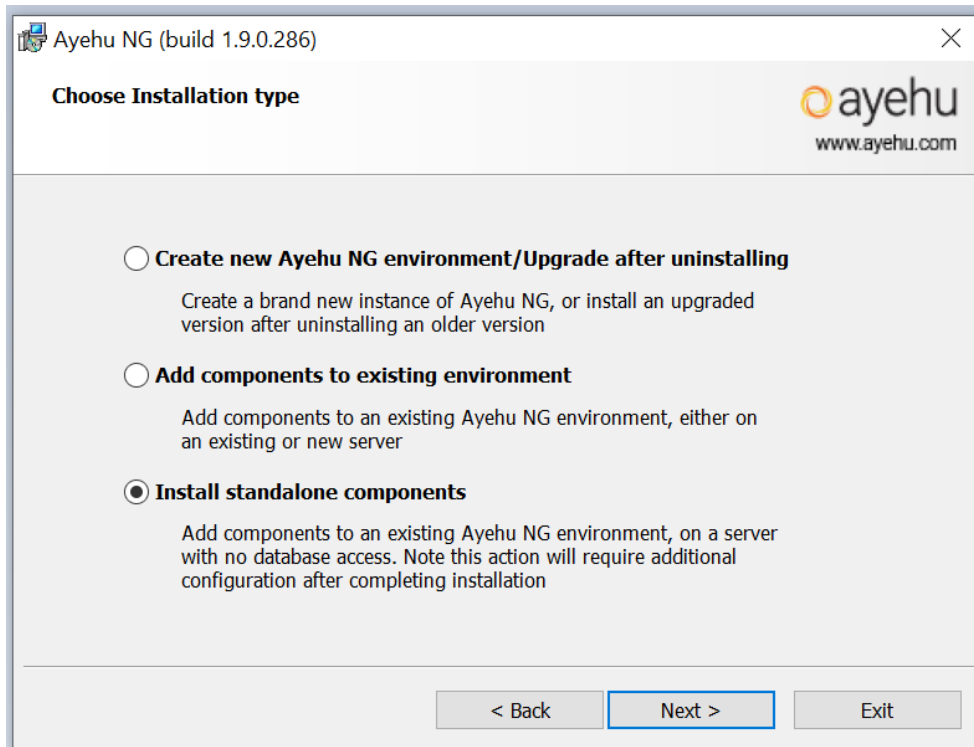 Ayehu NG (build 1.9.0.286)
Choose Installation type
ayehu
www.ayehu.com
Create new Ayehu NG environment/Upgrade after uninstalling
Create a brand new instance of Ayehu NG, or install an upgraded
version after uninstalling an older version
Add components to existing environment
Add components to an existing Ayehu NG environment, either on
an existing or new server
Install standalone components
Add components to an existing Ayehu NG environment, on a server
with no database access. Note this action will require additional
configuration after completing installation
< Back
Next >
Exit